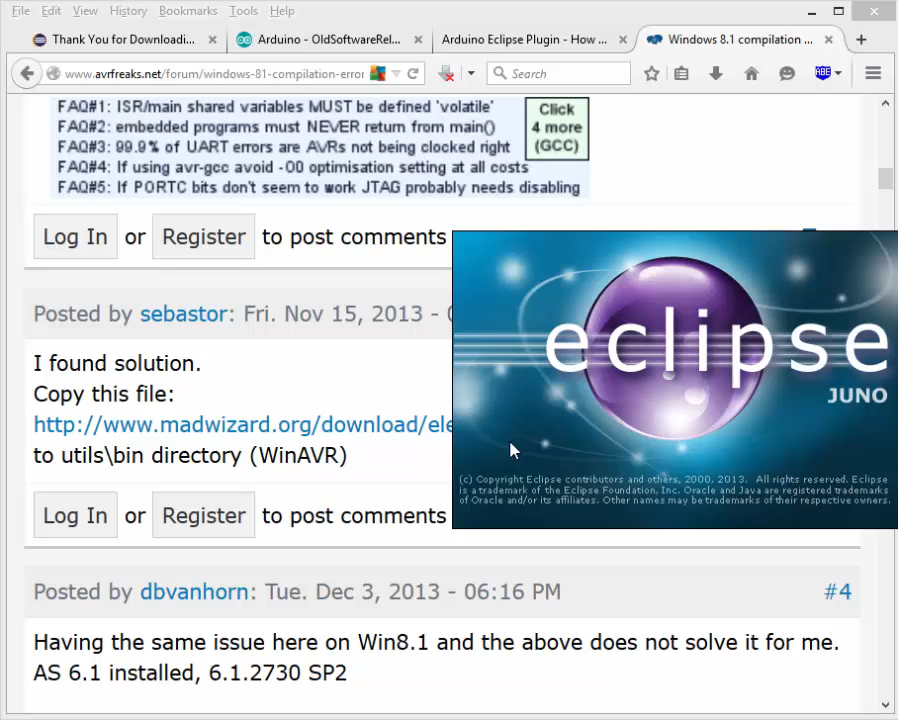 File Edit View History Bookmarks Tools Help
Thank You for Downloadi... × Arduino - OldSoftwareRel... × Arduino Eclipse Plugin - How ... × Windows 8.1 compilation ... ×
www.avrfreaks.net/forum/windows-81-compilation-error Search ABE
FAQ#1: ISR/main shared variables MUST be defined 'volatile'
FAQ#2: embedded programs must NEVER return from main()
FAQ#3: 99.9% of UART errors are AVRs not being clocked right
FAQ#4: If using avr-gcc avoid -O0 optimisation setting at all costs
FAQ#5: If PORTC bits don't seem to work JTAG probably needs disabling
Click
4 more
(GCC)
Log In or Register to post comments
Posted by sebastor: Fri. Nov 15, 2013 -
I found solution.
Copy this file:
http://www.madwizard.org/download/ele
to utils\bin directory (WinAVR)
Log In or Register to post comments
eclipse
JUNO
(c) Copyright Eclipse contributors and others, 2000, 2013. All rights reserved. Eclipse
is a trademark of the Eclipse Foundation, Inc. Oracle and Java are registered trademarks
of Oracle and/or its affiliates. Other names may be trademarks of their respective owners.
Posted by dbvanhorn: Tue. Dec 3, 2013 - 06:16 PM #4
Having the same issue here on Win8.1 and the above does not solve it for me.
AS 6.1 installed, 6.1.2730 SP2